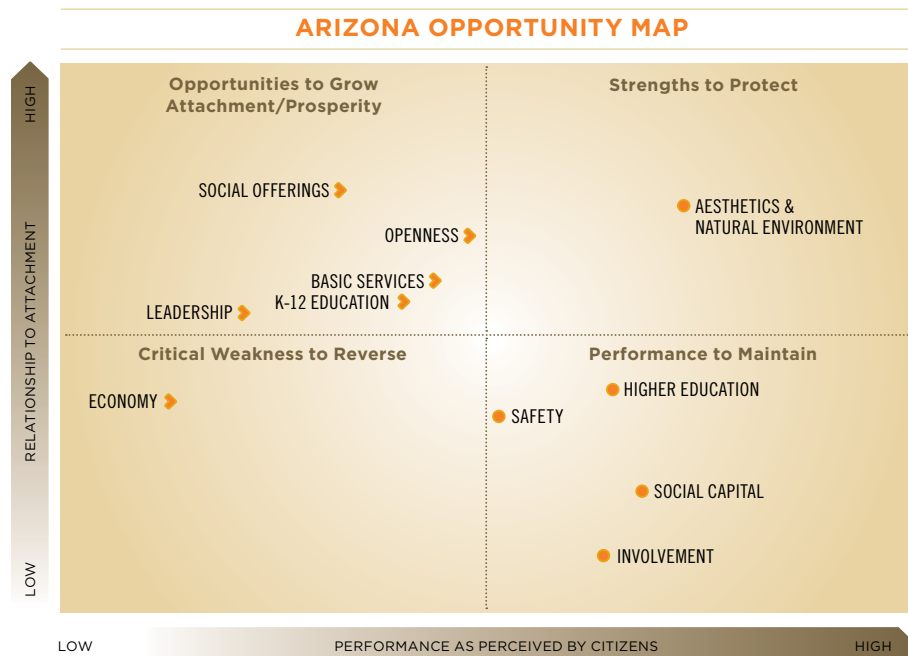 ARIZONA OPPORTUNITY MAP
Opportunities to Grow
Attachment/Prosperity
Strengths to Protect
SOCIAL OFFERINGS
AESTHETICS &
NATURAL ENVIRONMENT
OPENNESS
BASIC SERVICES
K-12 EDUCATION
LEADERSHIP
Critical Weakness to Reverse
Performance to Maintain
ECONOMY
HIGHER EDUCATION
SAFETY
SOCIAL CAPITAL
INVOLVEMENT
HIGH
RELATIONSHIP TO ATTACHMENT
LOW
LOW
PERFORMANCE AS PERCEIVED BY CITIZENS
HIGH